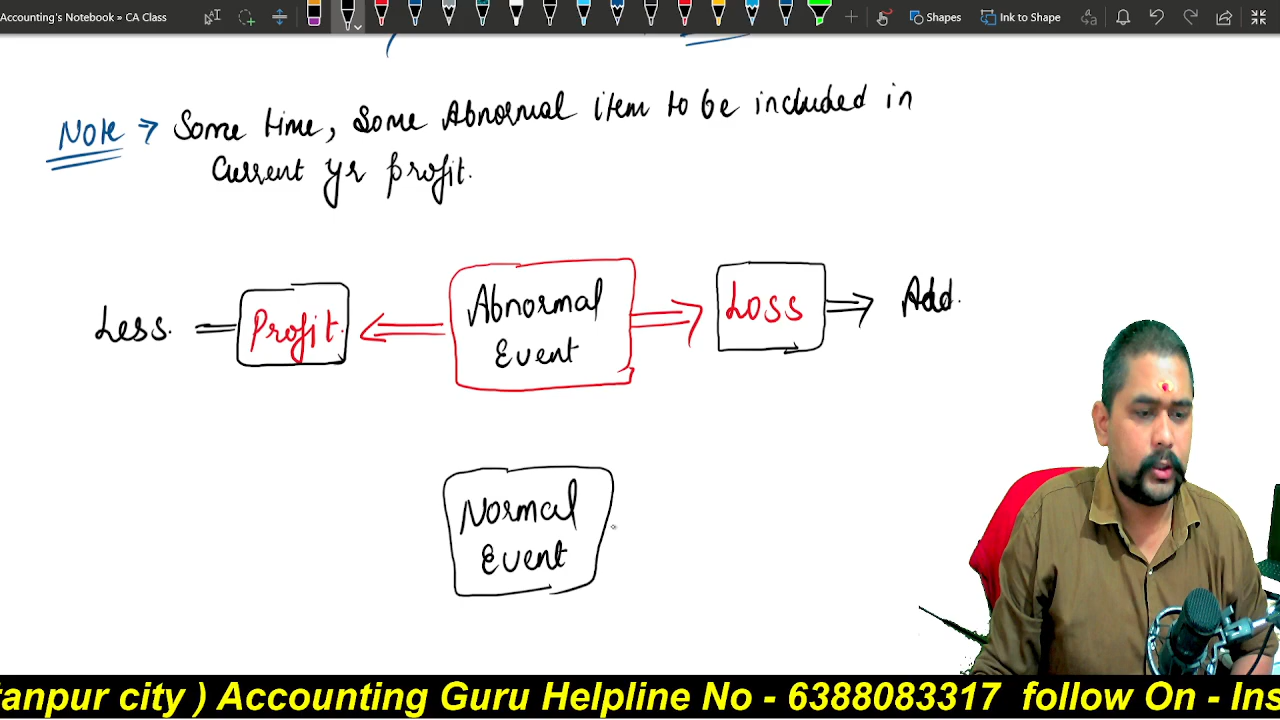 Accounting's Notebook » CA Class
Shapes
Ink to Shape
Note → Some time, Some Abnormal item to be included in
Current yr profit.
Less.
Profit.
Abnormal
Event
Loss
Add.
Normal
Event
tanpur city ) Accounting Guru Helpline No - 6388083317 follow On - Ins